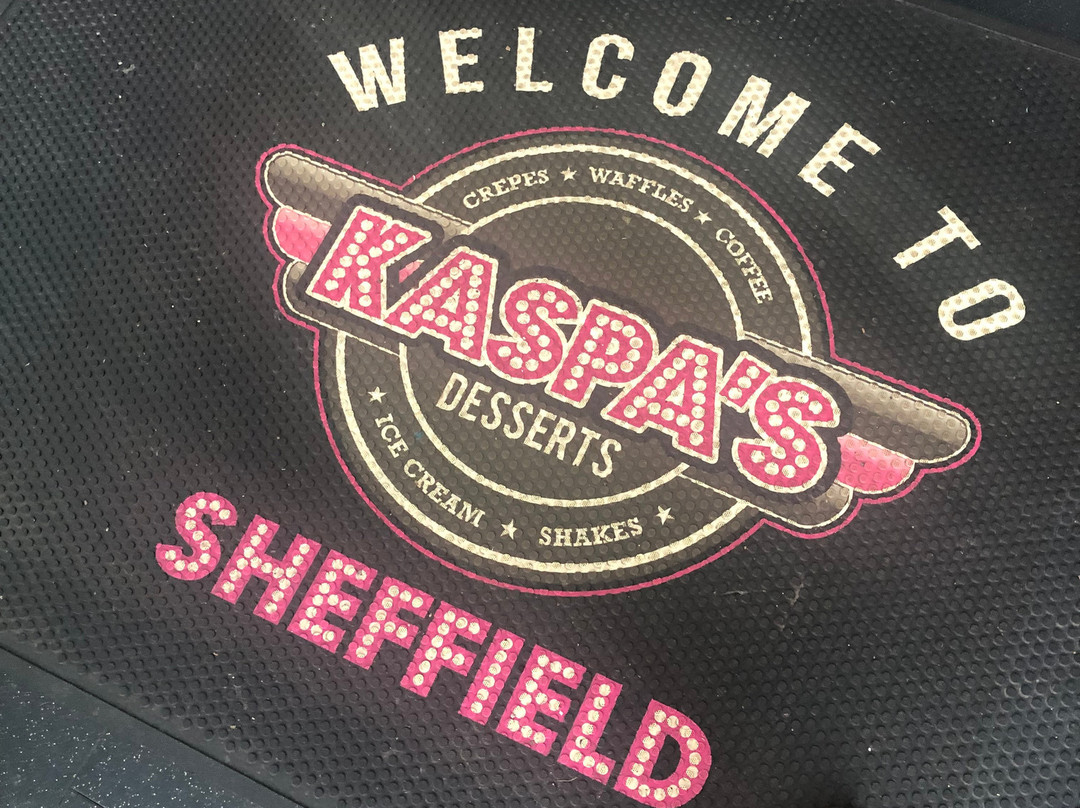 WELCOME TO
CREPES ★ WAFFLES ★ COFFEE
KASPA'S
DESSERTS
★ ICE CREAM ★ SHAKES ★
SHEFFIELD